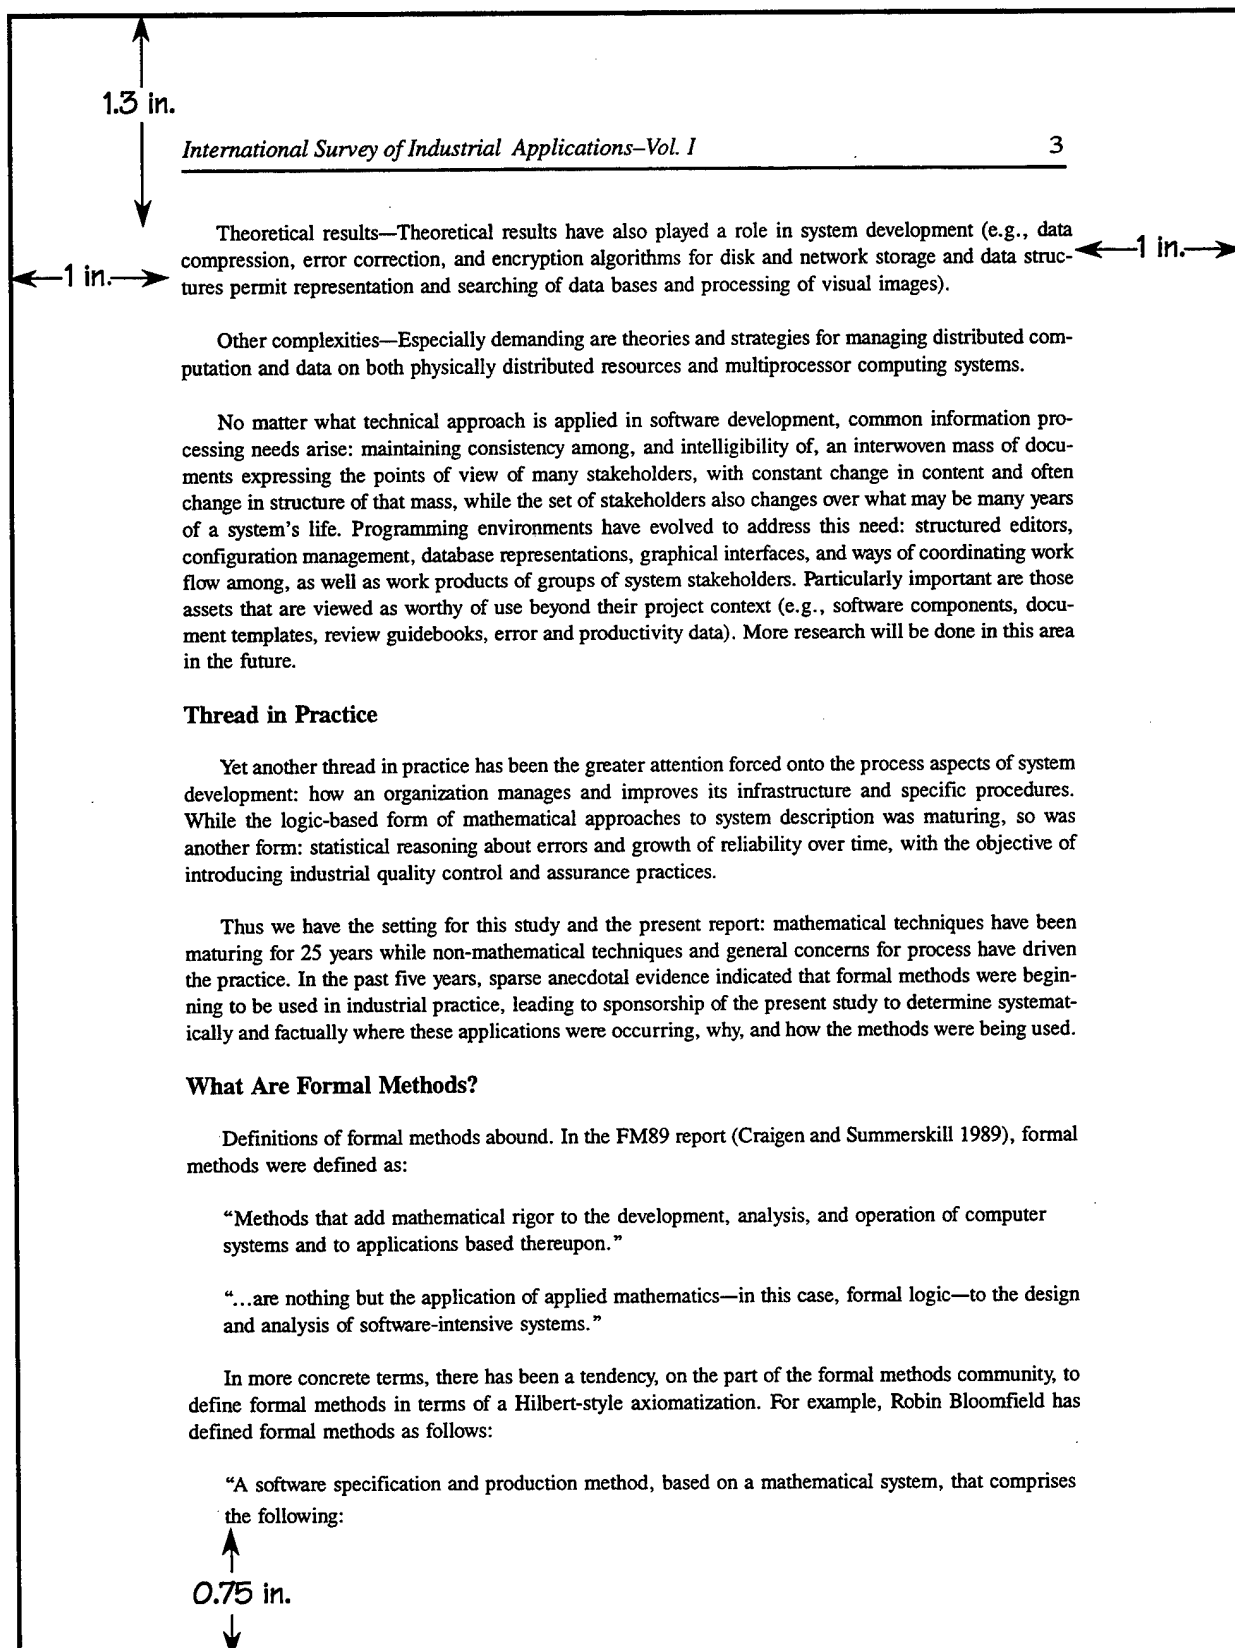 1.3 in.
International Survey of Industrial Applications–Vol. I 3
Theoretical results—Theoretical results have also played a role in system development (e.g., data
compression, error correction, and encryption algorithms for disk and network storage and data struc-
tures permit representation and searching of data bases and processing of visual images).
1 in.
1 in.
Other complexities—Especially demanding are theories and strategies for managing distributed com-
putation and data on both physically distributed resources and multiprocessor computing systems.
No matter what technical approach is applied in software development, common information pro-
cessing needs arise: maintaining consistency among, and intelligibility of, an interwoven mass of docu-
ments expressing the points of view of many stakeholders, with constant change in content and often
change in structure of that mass, while the set of stakeholders also changes over what may be many years
of a system's life. Programming environments have evolved to address this need: structured editors,
configuration management, database representations, graphical interfaces, and ways of coordinating work
flow among, as well as work products of groups of system stakeholders. Particularly important are those
assets that are viewed as worthy of use beyond their project context (e.g., software components, docu-
ment templates, review guidebooks, error and productivity data). More research will be done in this area
in the future.
Thread in Practice
Yet another thread in practice has been the greater attention forced onto the process aspects of system
development: how an organization manages and improves its infrastructure and specific procedures.
While the logic-based form of mathematical approaches to system description was maturing, so was
another form: statistical reasoning about errors and growth of reliability over time, with the objective of
introducing industrial quality control and assurance practices.
Thus we have the setting for this study and the present report: mathematical techniques have been
maturing for 25 years while non-mathematical techniques and general concerns for process have driven
the practice. In the past five years, sparse anecdotal evidence indicated that formal methods were begin-
ning to be used in industrial practice, leading to sponsorship of the present study to determine systemat-
ically and factually where these applications were occurring, why, and how the methods were being used.
What Are Formal Methods?
Definitions of formal methods abound. In the FM89 report (Craigen and Summerskill 1989), formal
methods were defined as:
“Methods that add mathematical rigor to the development, analysis, and operation of computer
systems and to applications based thereupon.”
“...are nothing but the application of applied mathematics—in this case, formal logic—to the design
and analysis of software-intensive systems.”
In more concrete terms, there has been a tendency, on the part of the formal methods community, to
define formal methods in terms of a Hilbert-style axiomatization. For example, Robin Bloomfield has
defined formal methods as follows:
“A software specification and production method, based on a mathematical system, that comprises
the following:
0.75 in.